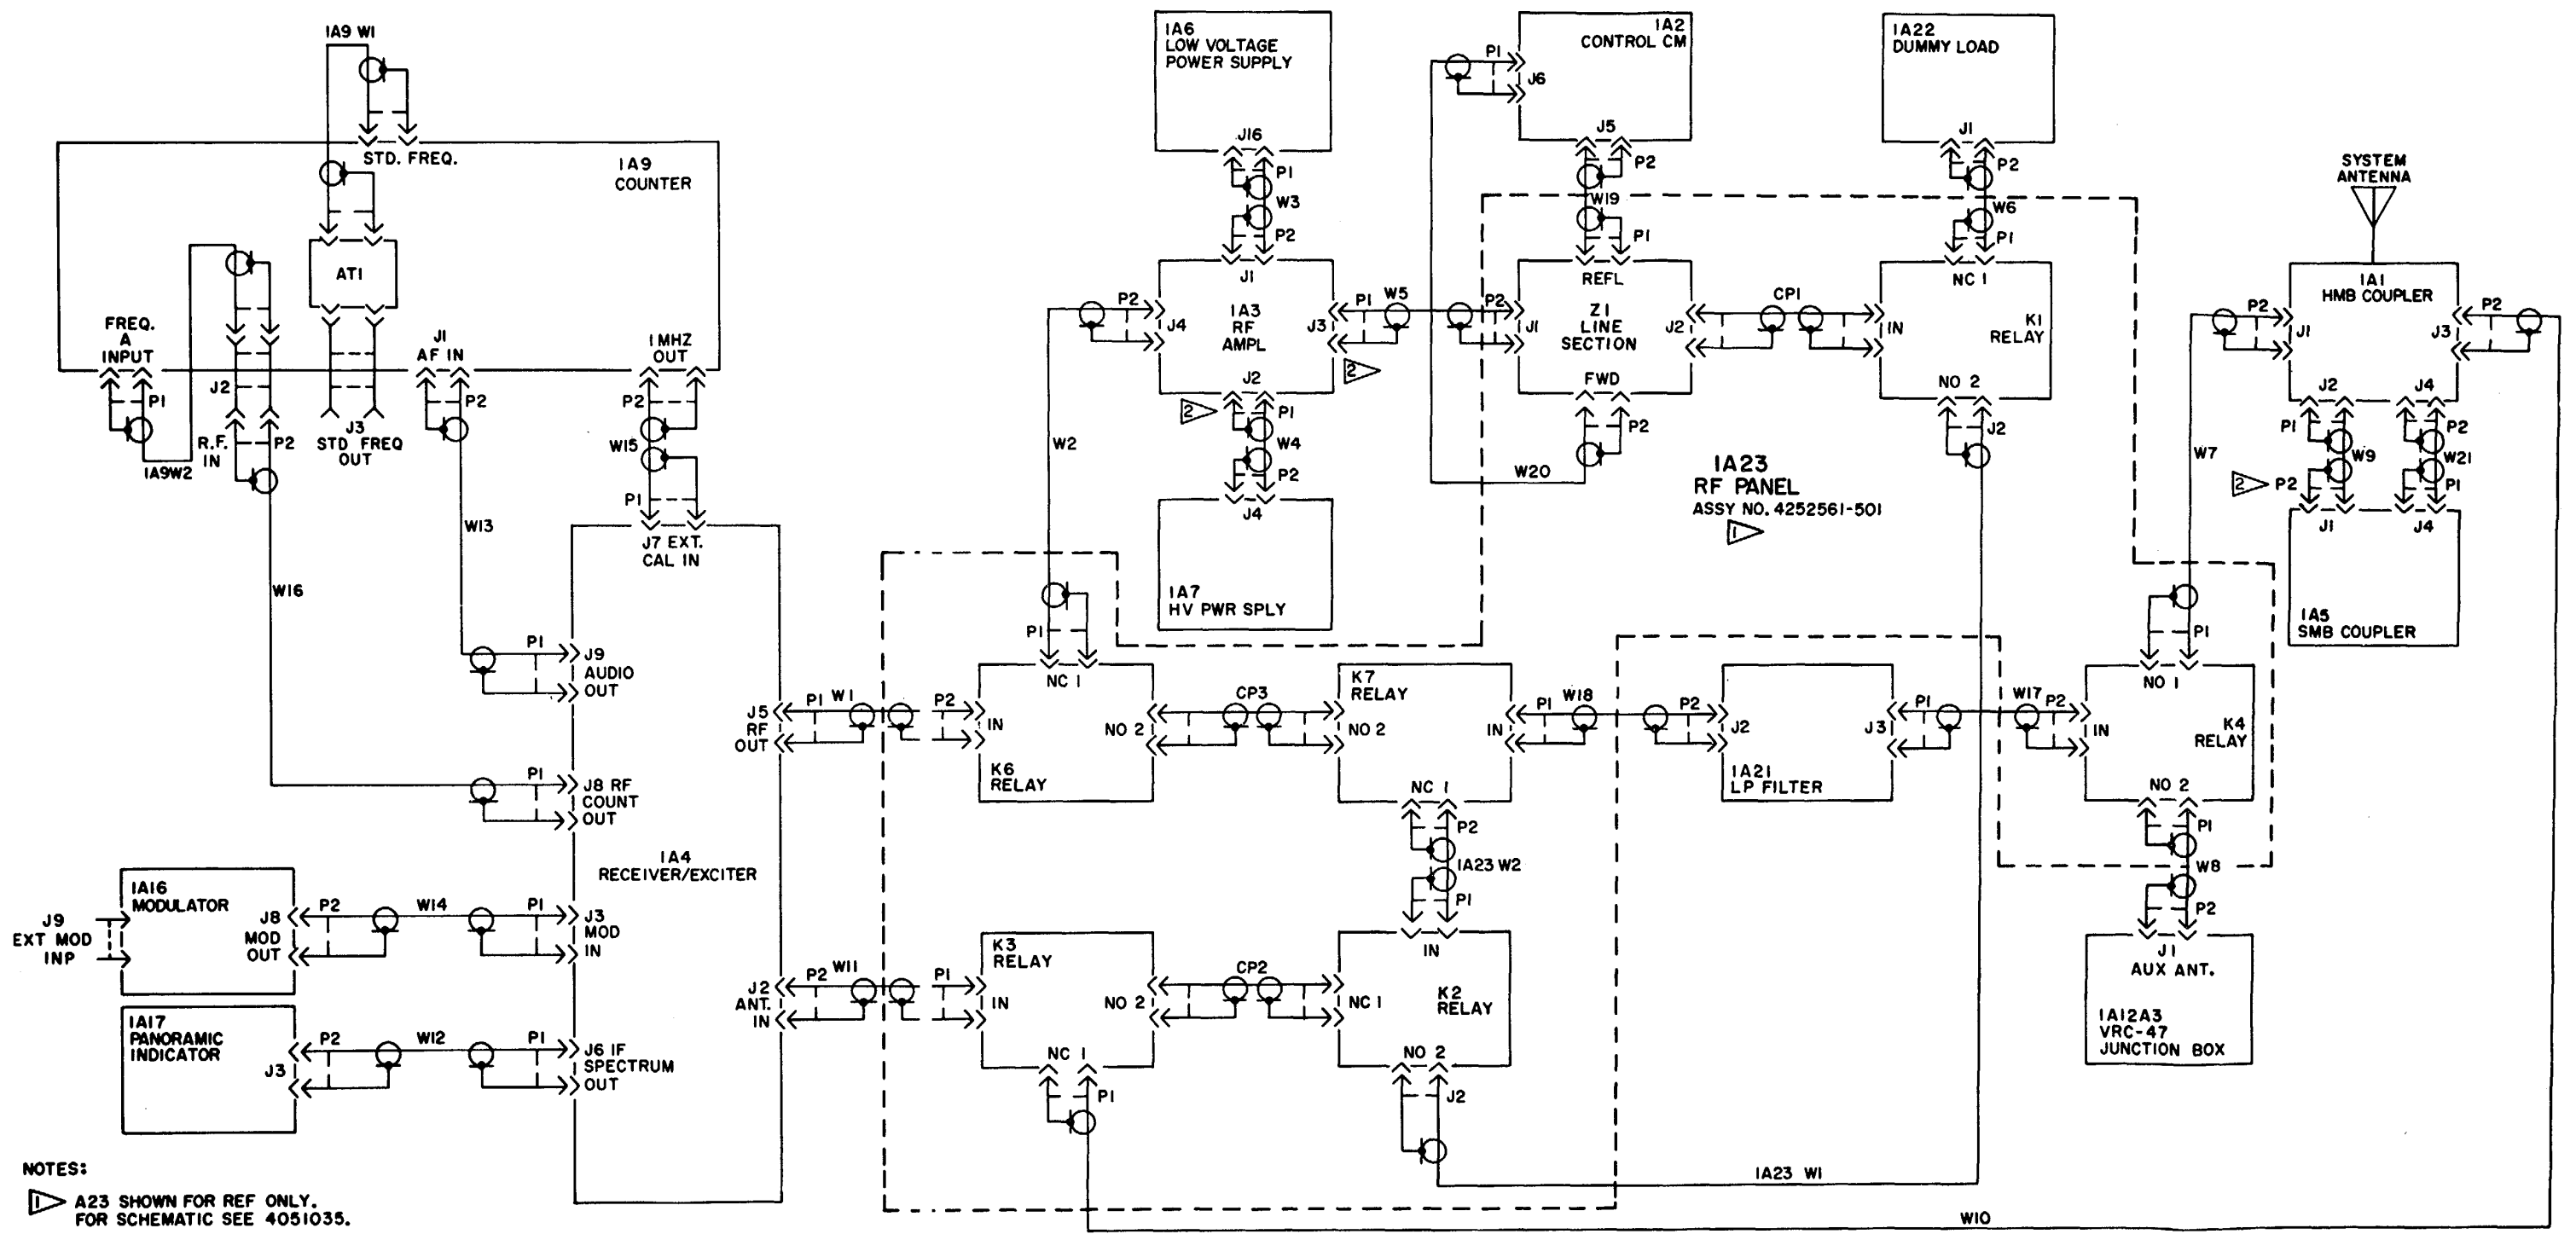 1A9 W1
STD. FREQ.
1A9
COUNTER
AT1
FREQ.
A
INPUT
P1
J2
R.F.
IN
P2
1A9W2
J3
STD FREQ
OUT
J1
AF IN
P2
1 MHZ
OUT
P2
W15
P1
J7 EXT.
CAL IN
W13
W16
P1
J9
AUDIO
OUT
P1
J8 RF
COUNT
OUT
1A4
RECEIVER/EXCITER
1A16
MODULATOR
J9
EXT MOD
INP
J8
MOD
OUT
P2
W14
P1
J3
MOD
IN
1A17
PANORAMIC
INDICATOR
J3
P2
W12
P1
J6 IF
SPECTRUM
OUT
J5
RF
OUT
P1
W1
P2
IN
J2
ANT.
IN
P2
W11
P1
IN
1A6
LOW VOLTAGE
POWER SUPPLY
J16
P1
W3
P2
J1
1A3
RF
AMPL
J4
P2
J3
J2
P1
W5
P2
2
2
P1
W4
P2
J4
1A7
HV PWR SPLY
W2
P1
NC 1
K6
RELAY
NO 2
CP3
K7
RELAY
NO 2
IN
NC 1
P2
1A23 W2
P1
IN
K2
RELAY
NC 1
NO 2
J2
K3
RELAY
NO 2
NC 1
P1
CP2
1A2
CONTROL CM
P1
J6
J5
P2
W19
P1
REFL
Z1
LINE
SECTION
J1
J2
FWD
P2
W20
CP1
1A22
DUMMY LOAD
J1
P2
W6
P1
NC 1
IN
K1
RELAY
NO 2
J2
1A23
RF PANEL
ASSY NO. 4252561-501
1
P1
W18
P2
J2
1A21
LP FILTER
J3
P1
W17
P2
IN
NO 1
K4
RELAY
NO 2
P1
W7
P1
W8
P2
J1
AUX ANT.
1A12A3
VRC-47
JUNCTION BOX
SYSTEM
ANTENNA
1A1
HMB COUPLER
P2
J1
J3
P2
J2
J4
P1
W9
P2
2
P2
W21
P1
J1
J4
1A5
SMB COUPLER
1A23 W1
W10
NOTES:
1 A23 SHOWN FOR REF ONLY.
FOR SCHEMATIC SEE 4051035.